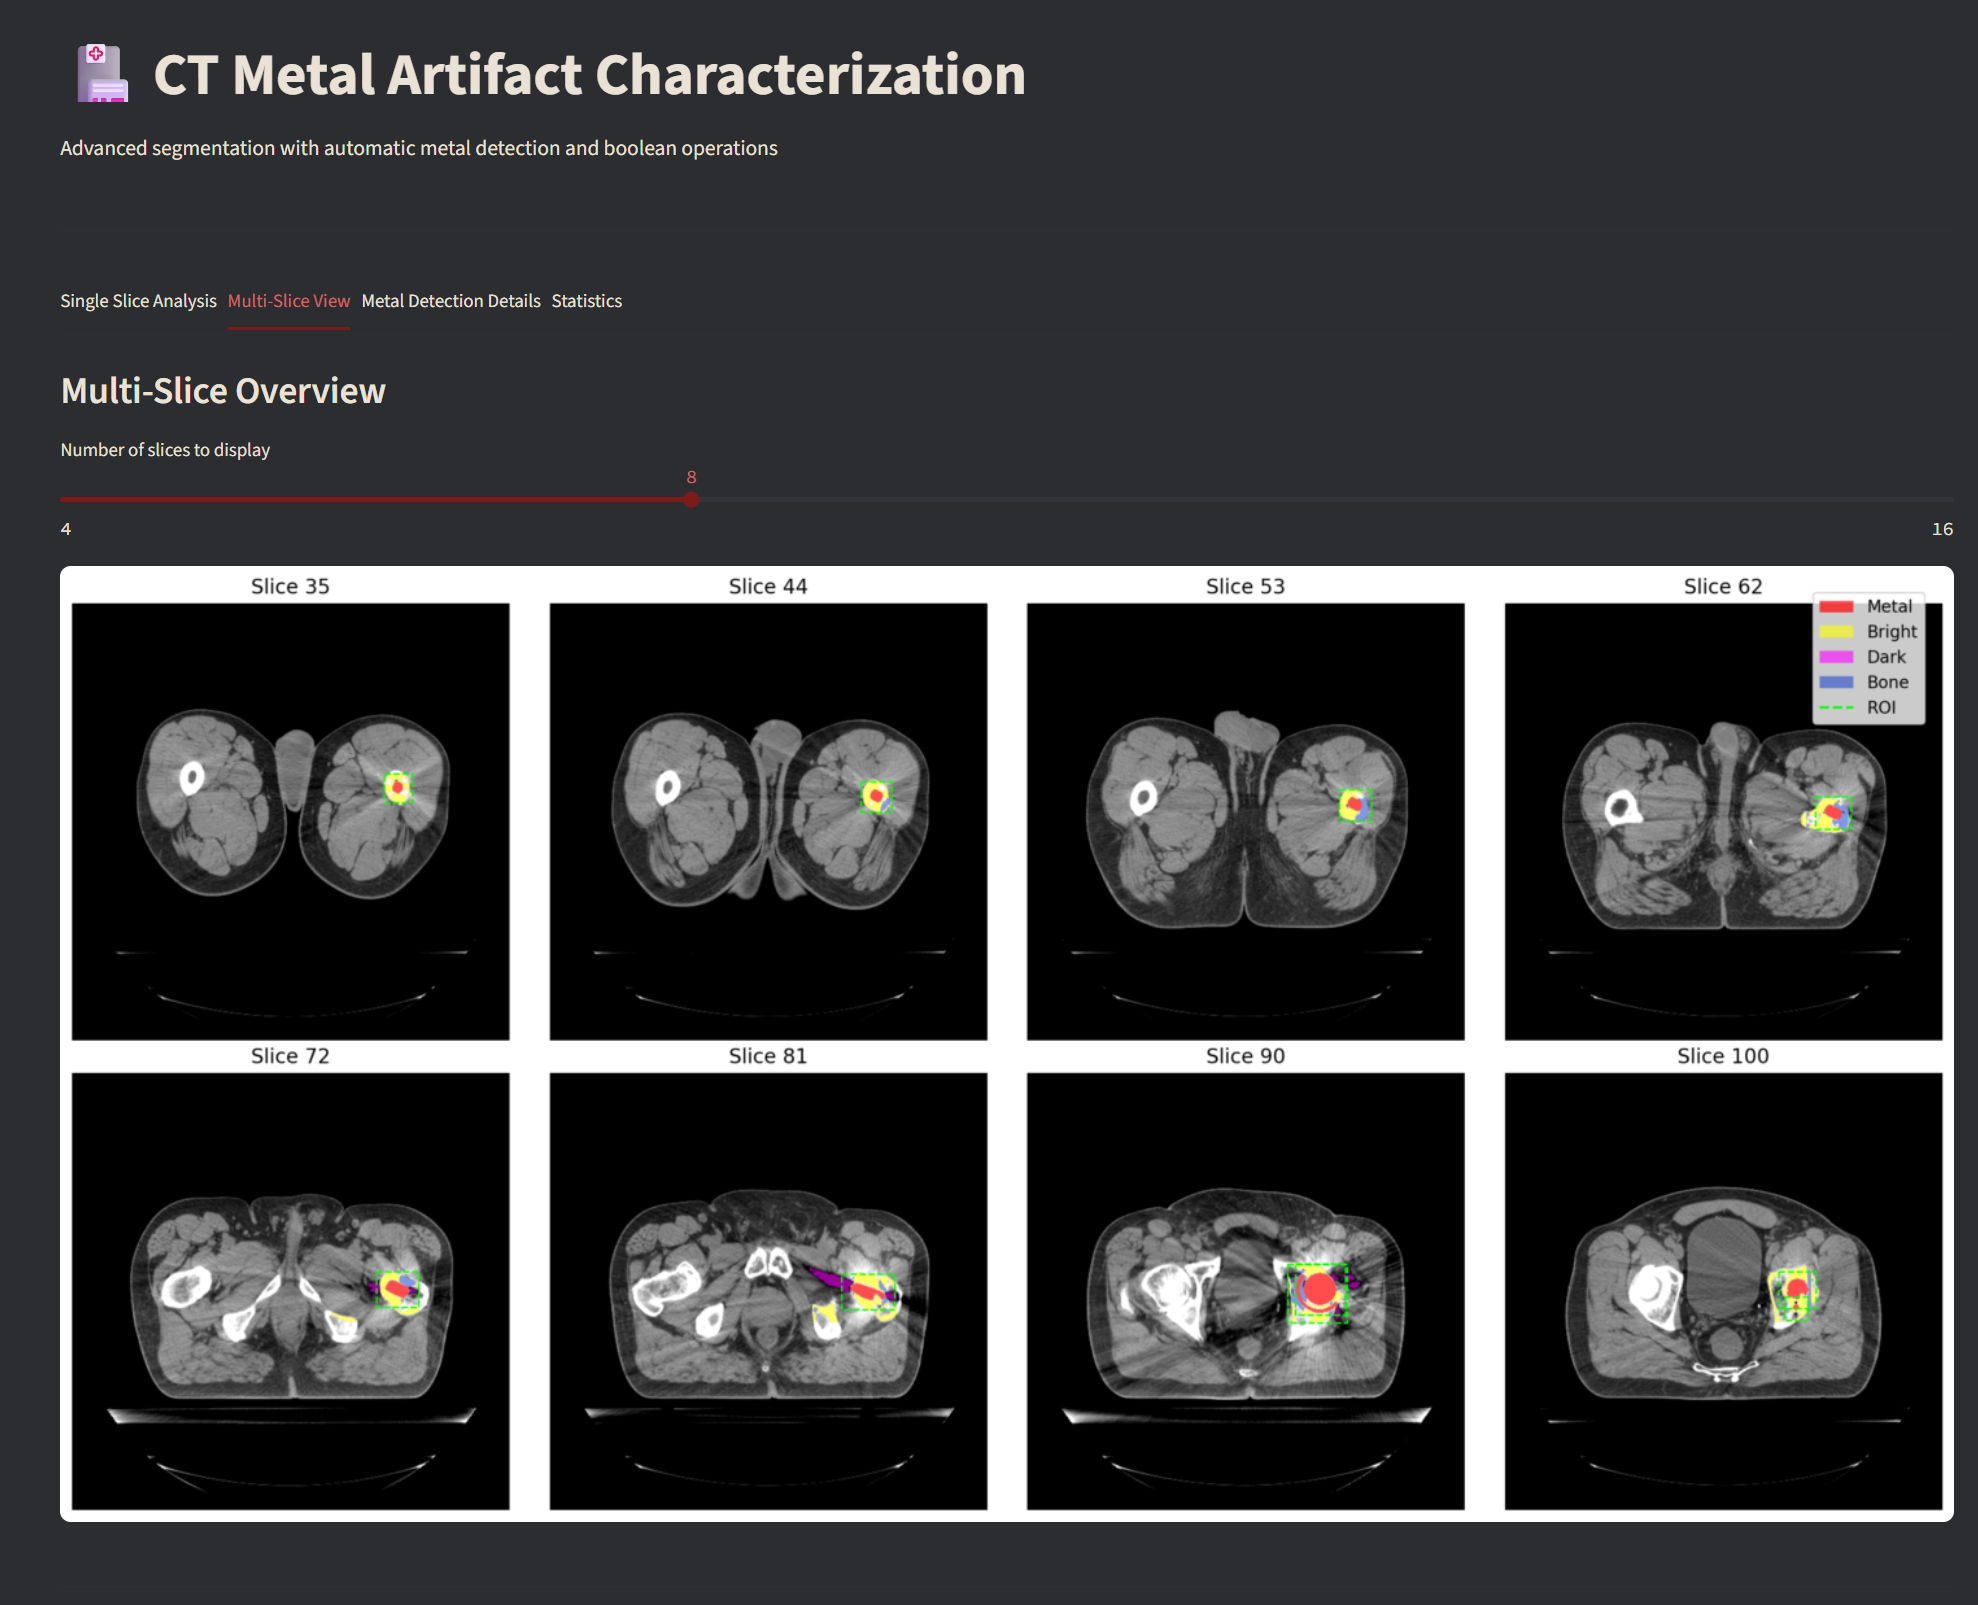 CT Metal Artifact Characterization
Advanced segmentation with automatic metal detection and boolean operations
Single Slice Analysis Multi-Slice View Metal Detection Details Statistics
Multi-Slice Overview
Number of slices to display
8
4 16
Slice 35 Slice 44 Slice 53 Slice 62
Metal
Bright
Dark
Bone
ROI
Slice 72 Slice 81 Slice 90 Slice 100